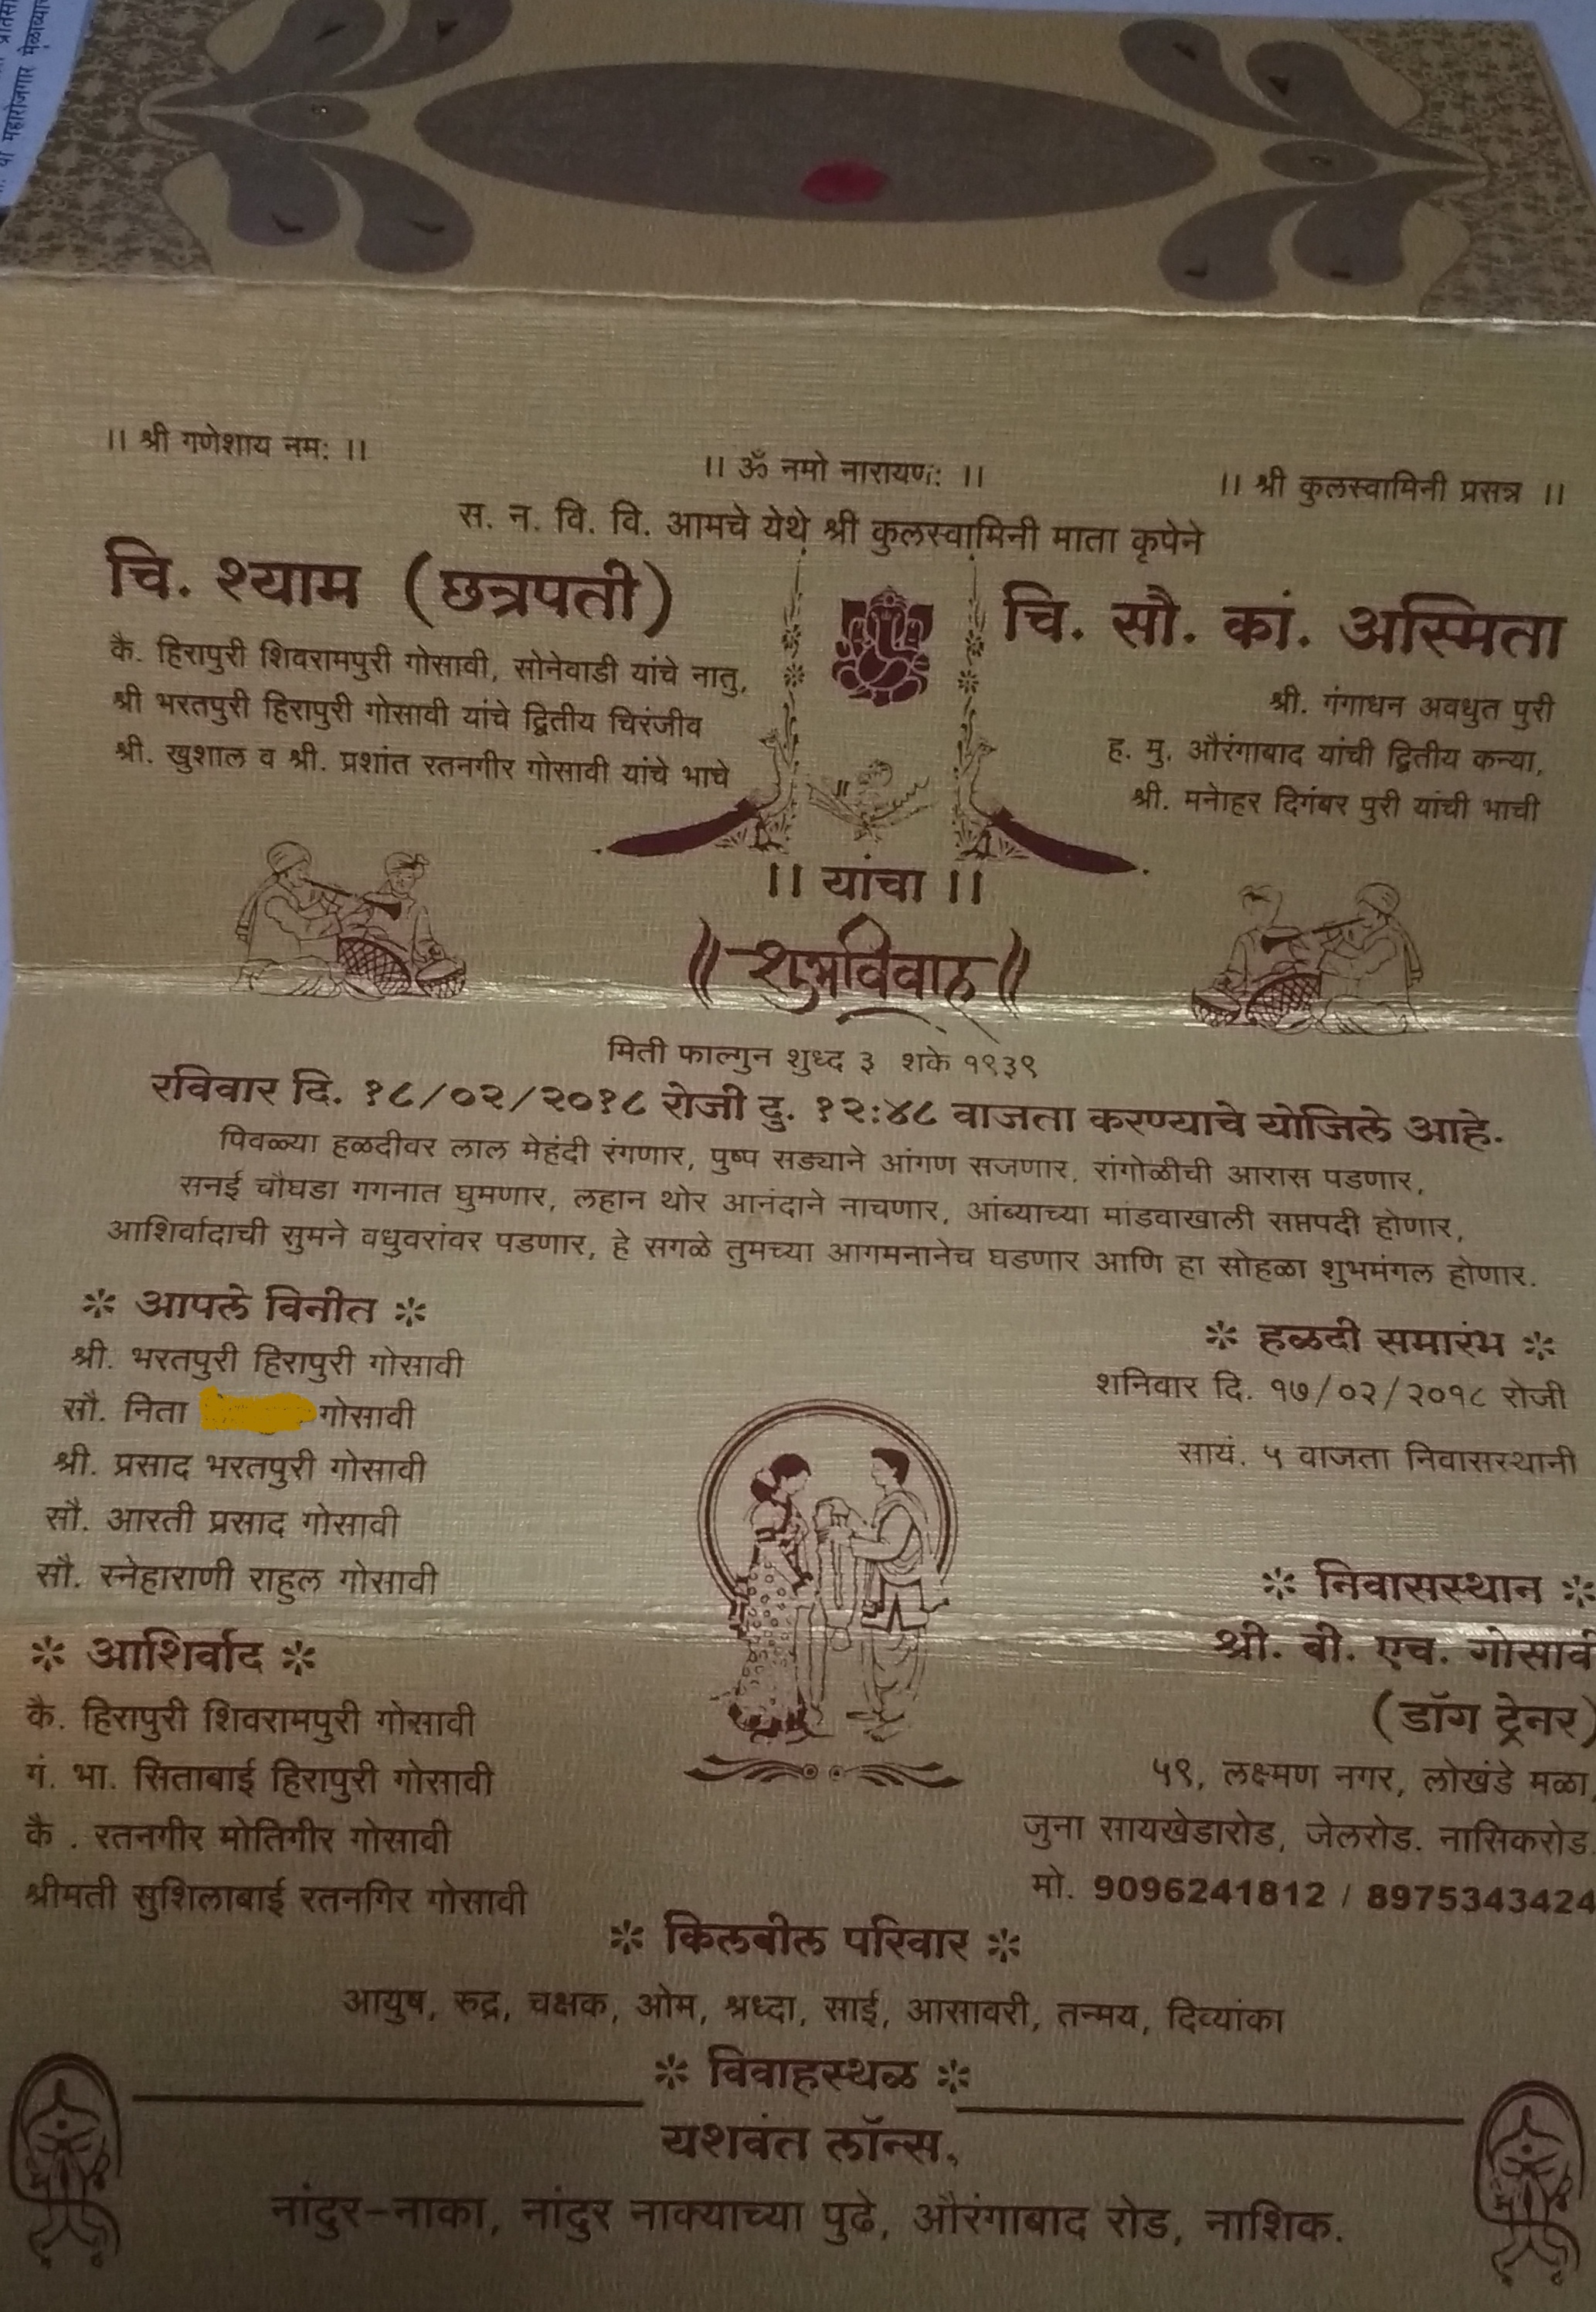 ।। श्री गणेशाय नमः ।।
।। ॐ नमो नारायणः ।।
।। श्री कुलस्वामिनी प्रसन्न ।।
स. न. वि. वि. आमचे येथे श्री कुलस्वामिनी माता कृपेने
चि. श्याम (छत्रपती)
कै. हिरापुरी शिवरामपुरी गोसावी, सोनेवाडी यांचे नातु,
श्री भरतपुरी हिरापुरी गोसावी यांचे द्वितीय चिरंजीव
श्री. खुशाल व श्री. प्रशांत रतनगीर गोसावी यांचे भाचे
चि. सौ. कां. अस्मिता
श्री. गंगाधन अवधुत पुरी
ह. मु. औरंगाबाद यांची द्वितीय कन्या,
श्री. मनोहर दिगंबर पुरी यांची भाची
।। यांचा ।।
॥ शुभविवाह ॥
मिती फाल्गुन शुध्द ३ शके १९३९
रविवार दि. १८/०२/२०१८ रोजी दु. १२:४८ वाजता करण्याचे योजिले आहे.
पिवळ्या हळदीवर लाल मेहंदी रंगणार, पुष्प सड्याने आंगण सजणार, रांगोळीची आरास पडणार,
सनई चौघडा गगनात घुमणार, लहान थोर आनंदाने नाचणार, आंब्याच्या मांडवाखाली सप्तपदी होणार,
आशिर्वादाची सुमने वधुवरांवर पडणार, हे सगळे तुमच्या आगमनानेच घडणार आणि हा सोहळा शुभमंगल होणार.
❊ आपले विनीत ❊
श्री. भरतपुरी हिरापुरी गोसावी
सौ. निता गोसावी
श्री. प्रसाद भरतपुरी गोसावी
सौ. आरती प्रसाद गोसावी
सौ. स्नेहाराणी राहुल गोसावी
❊ आशिर्वाद ❊
कै. हिरापुरी शिवरामपुरी गोसावी
गं. भा. सिताबाई हिरापुरी गोसावी
कै . रतनगीर मोतिगीर गोसावी
श्रीमती सुशिलाबाई रतनगिर गोसावी
❊ हळदी समारंभ ❊
शनिवार दि. १७/०२/२०१८ रोजी
सायं. ५ वाजता निवासस्थानी
❊ निवासस्थान ❊
श्री. बी. एच. गोसावी
(डॉग ट्रेनर)
५९, लक्ष्मण नगर, लोखंडे मळा,
जुना सायखेडारोड, जेलरोड. नासिकरोड.
मो. 9096241812 / 8975343424
❊ किलबील परिवार ❊
आयुष, रुद्र, चक्षक, ओम, श्रध्दा, साई, आसावरी, तन्मय, दिव्यांका
❊ विवाहस्थळ ❊
यशवंत लॉन्स,
नांदुर-नाका, नांदुर नाक्याच्या पुढे, औरंगाबाद रोड, नाशिक.